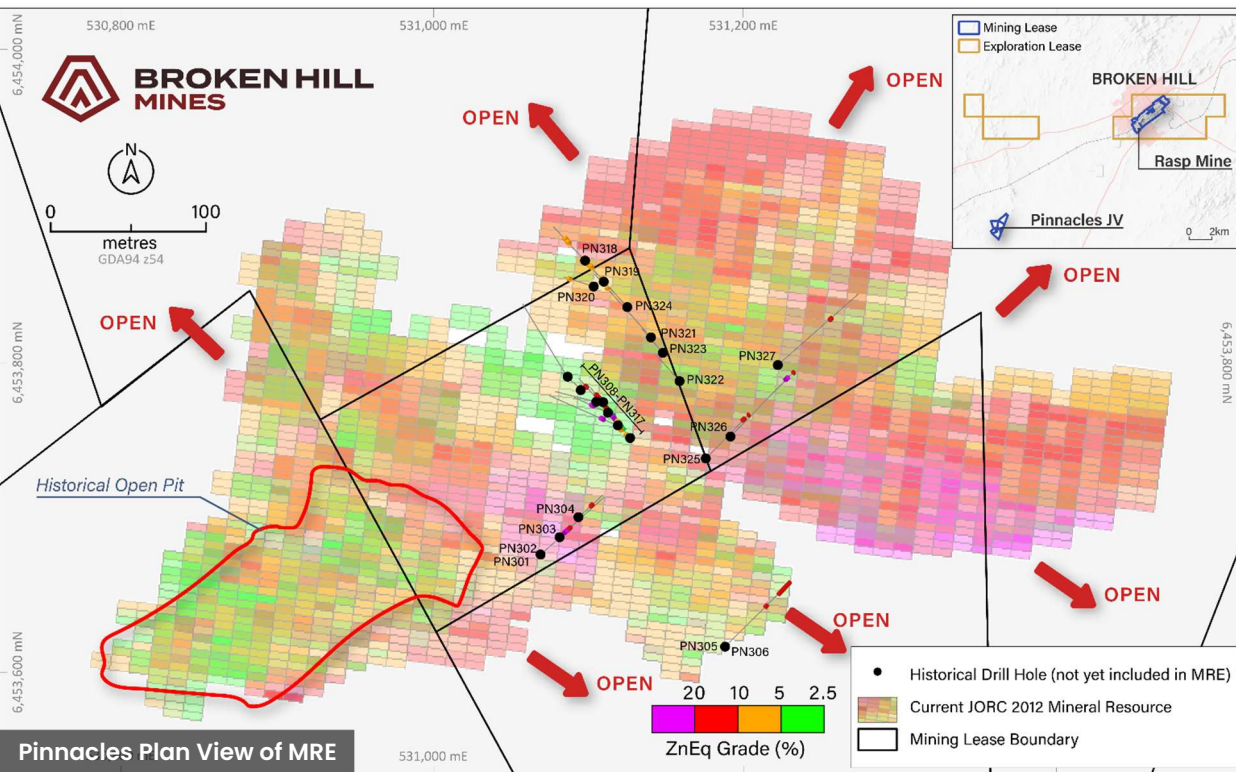 530,800 mE
531,000 mE
531,200 mE
6,454,000 mN
BROKEN HILL
MINES
N
0
100
metres
GDA94 z54
OPEN
OPEN
OPEN
OPEN
Mining Lease
Exploration Lease
BROKEN HILL
Rasp Mine
Pinnacles JV
0
2km
6,453,800 mN
6,453,800 mN
PN318
PN319
PN320
PN324
PN321
PN323
PN322
PN327
PN308-PN317
PN326
PN325
Historical Open Pit
PN304
PN303
PN302
PN301
PN305
PN306
OPEN
OPEN
OPEN
6,453,600 mN
20
10
5
2.5
ZnEq Grade (%)
Historical Drill Hole (not yet included in MRE)
Current JORC 2012 Mineral Resource
Mining Lease Boundary
Pinnacles Plan View of MRE
531,000 mE